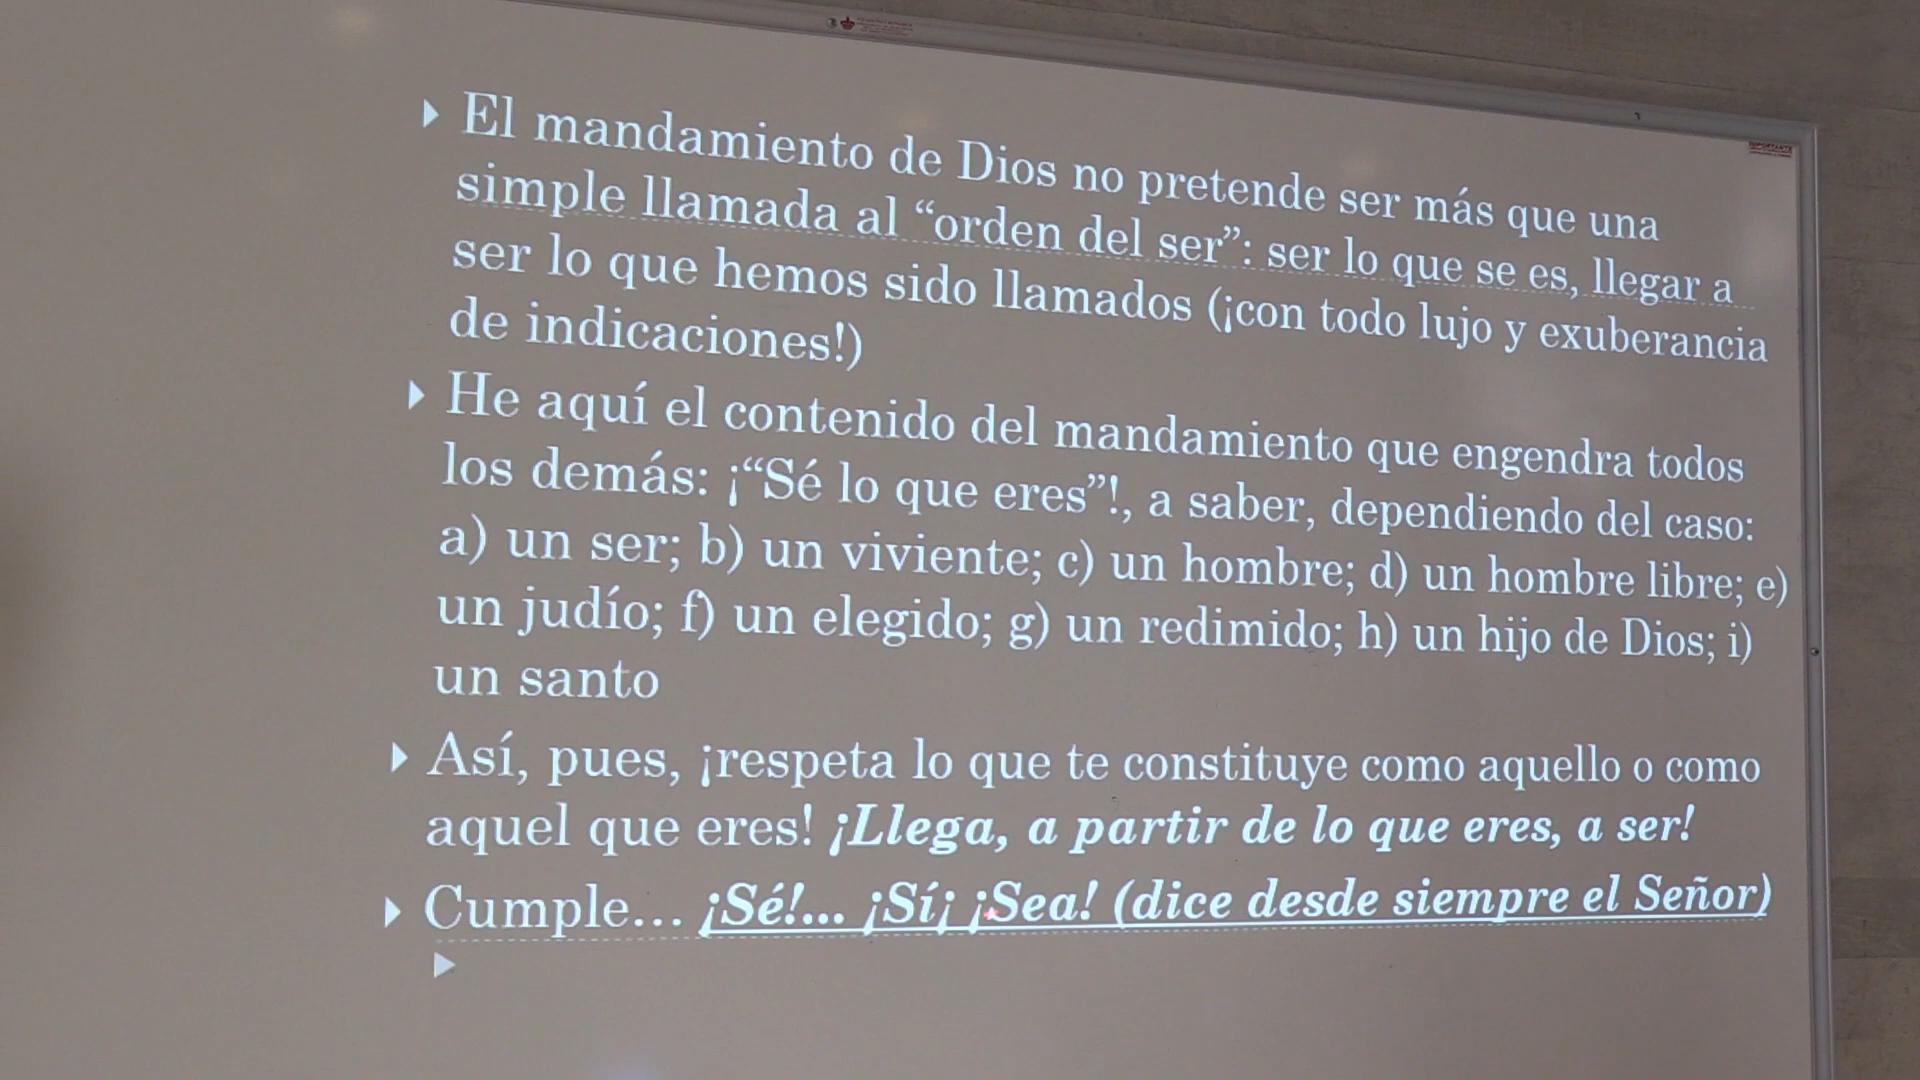 El mandamiento de Dios no pretende ser más que una
simple llamada al “orden del ser”: ser lo que se es, llegar a
ser lo que hemos sido llamados (¡con todo lujo y exuberancia
de indicaciones!)
He aquí el contenido del mandamiento que engendra todos
los demás: ¡“Sé lo que eres”!, a saber, dependiendo del caso:
a) un ser; b) un viviente; c) un hombre; d) un hombre libre; e)
un judío; f) un elegido; g) un redimido; h) un hijo de Dios; i)
un santo
Así, pues, ¡respeta lo que te constituye como aquello o como
aquel que eres! ¡Llega, a partir de lo que eres, a ser!
Cumple... ¡Sé!... ¡Sí¡ ¡Sea! (dice desde siempre el Señor)
IMPORTANTE